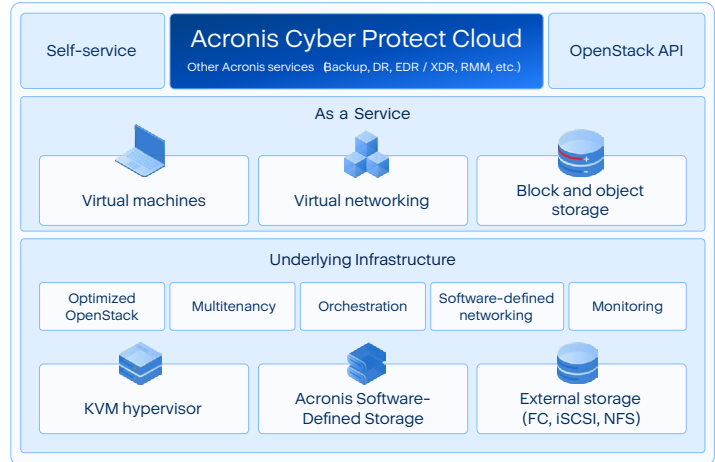 Self-service
Acronis Cyber Protect Cloud
Other Acronis services (Backup, DR, EDR / XDR, RMM, etc.)
OpenStack API
As a Service
Virtual machines
Virtual networking
Block and object
storage
Underlying Infrastructure
Optimized
OpenStack
Multitenancy
Orchestration
Software-defined
networking
Monitoring
KVM hypervisor
Acronis Software-
Defined Storage
External storage
(FC, iSCSI, NFS)